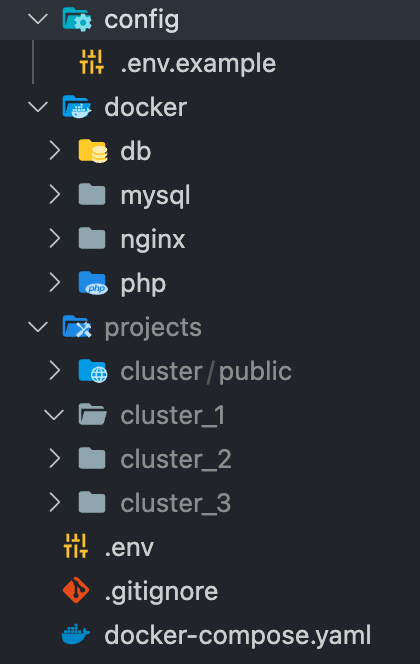 config
.env.example
docker
db
mysql
nginx
php
php
projects
cluster/public
cluster_1
cluster_2
cluster_3
.env
.gitignore
docker-compose.yaml